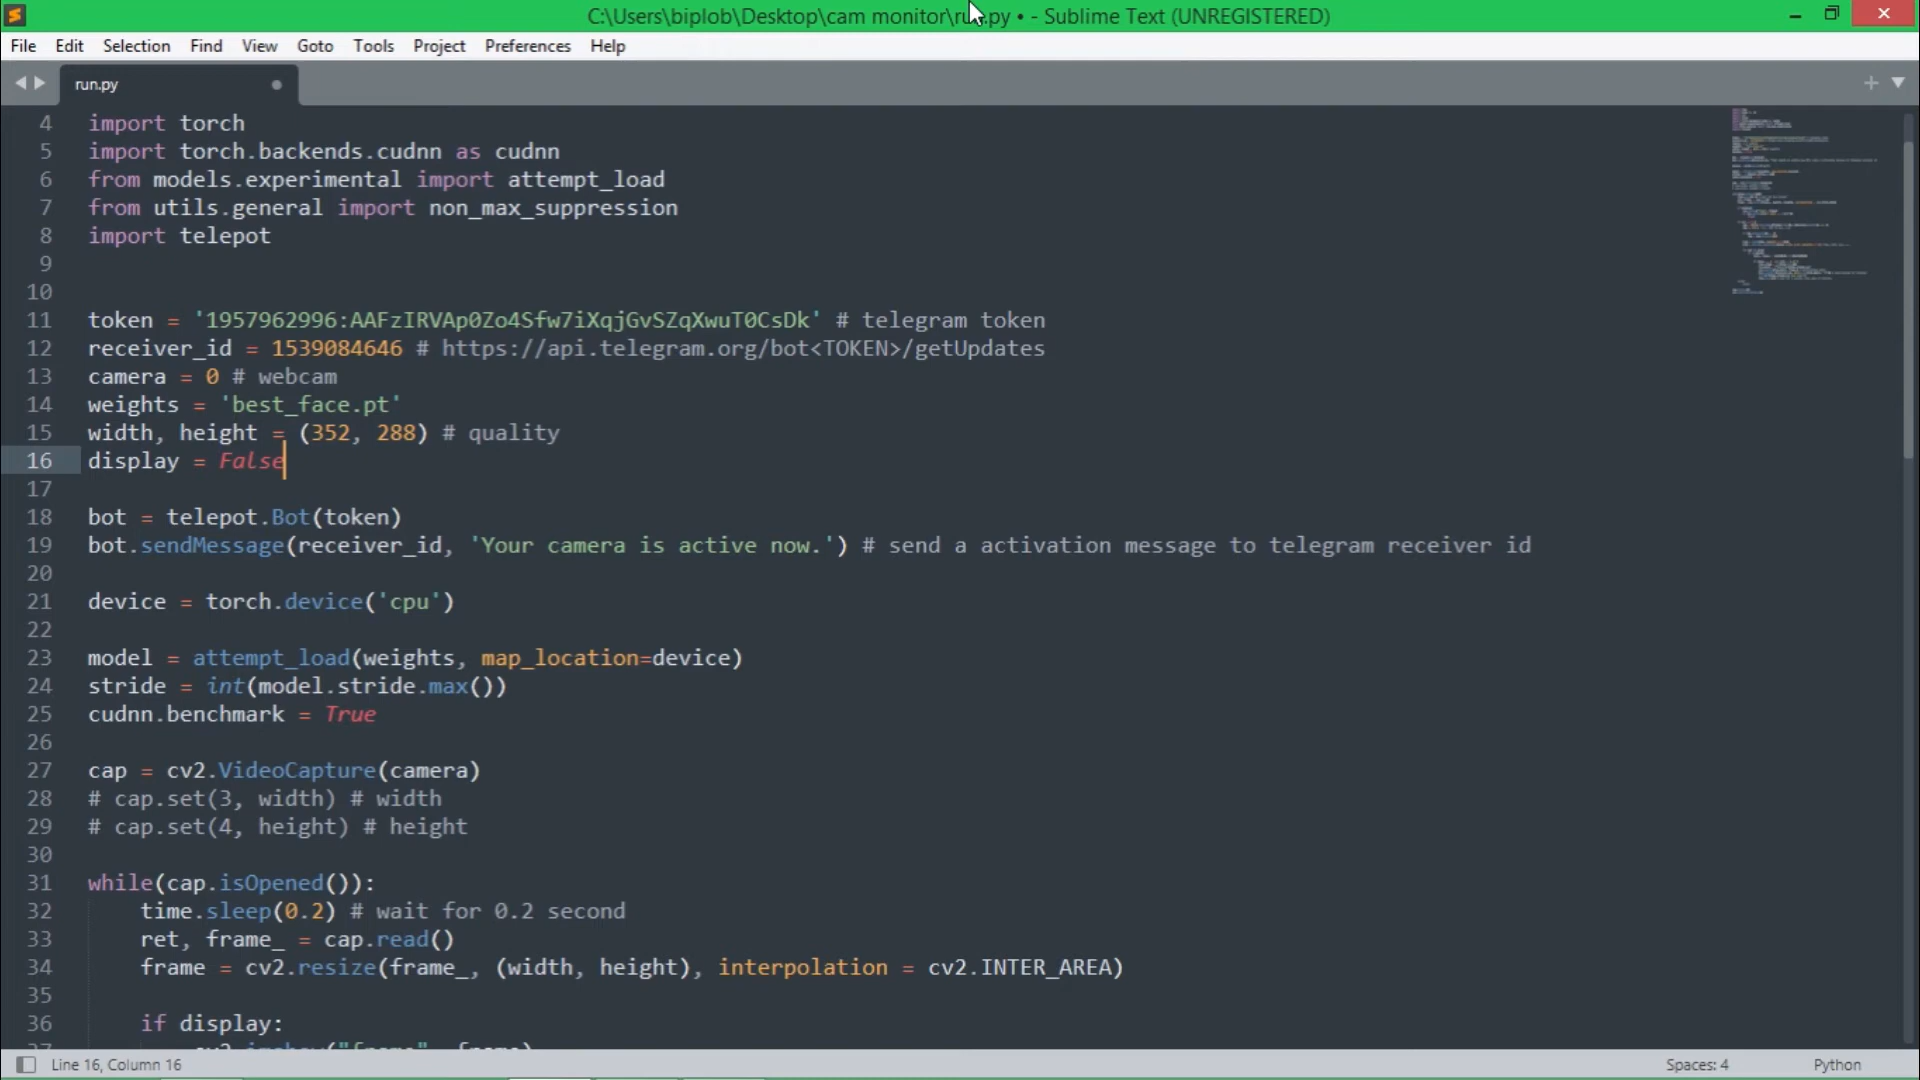 C:\Users\biplob\Desktop\cam monitor\run.py • - Sublime Text (UNREGISTERED)
File Edit Selection Find View Goto Tools Project Preferences Help
run.py
4 import torch
5 import torch.backends.cudnn as cudnn
6 from models.experimental import attempt_load
7 from utils.general import non_max_suppression
8 import telepot
9
10
11 token = '1957962996:AAFzIRVAp0Zo4Sfw7iXqjGvSZqXwuT0CsDk' # telegram token
12 receiver_id = 1539084646 # https://api.telegram.org/bot<TOKEN>/getUpdates
13 camera = 0 # webcam
14 weights = 'best_face.pt'
15 width, height = (352, 288) # quality
16 display = False
17
18 bot = telepot.Bot(token)
19 bot.sendMessage(receiver_id, 'Your camera is active now.') # send a activation message to telegram receiver id
20
21 device = torch.device('cpu')
22
23 model = attempt_load(weights, map_location=device)
24 stride = int(model.stride.max())
25 cudnn.benchmark = True
26
27 cap = cv2.VideoCapture(camera)
28 # cap.set(3, width) # width
29 # cap.set(4, height) # height
30
31 while(cap.isOpened()):
32 time.sleep(0.2) # wait for 0.2 second
33 ret, frame_ = cap.read()
34 frame = cv2.resize(frame_, (width, height), interpolation = cv2.INTER_AREA)
35
36 if display:
37 cv2.imshow("frame", frame)
Line 16, Column 16
Spaces: 4
Python